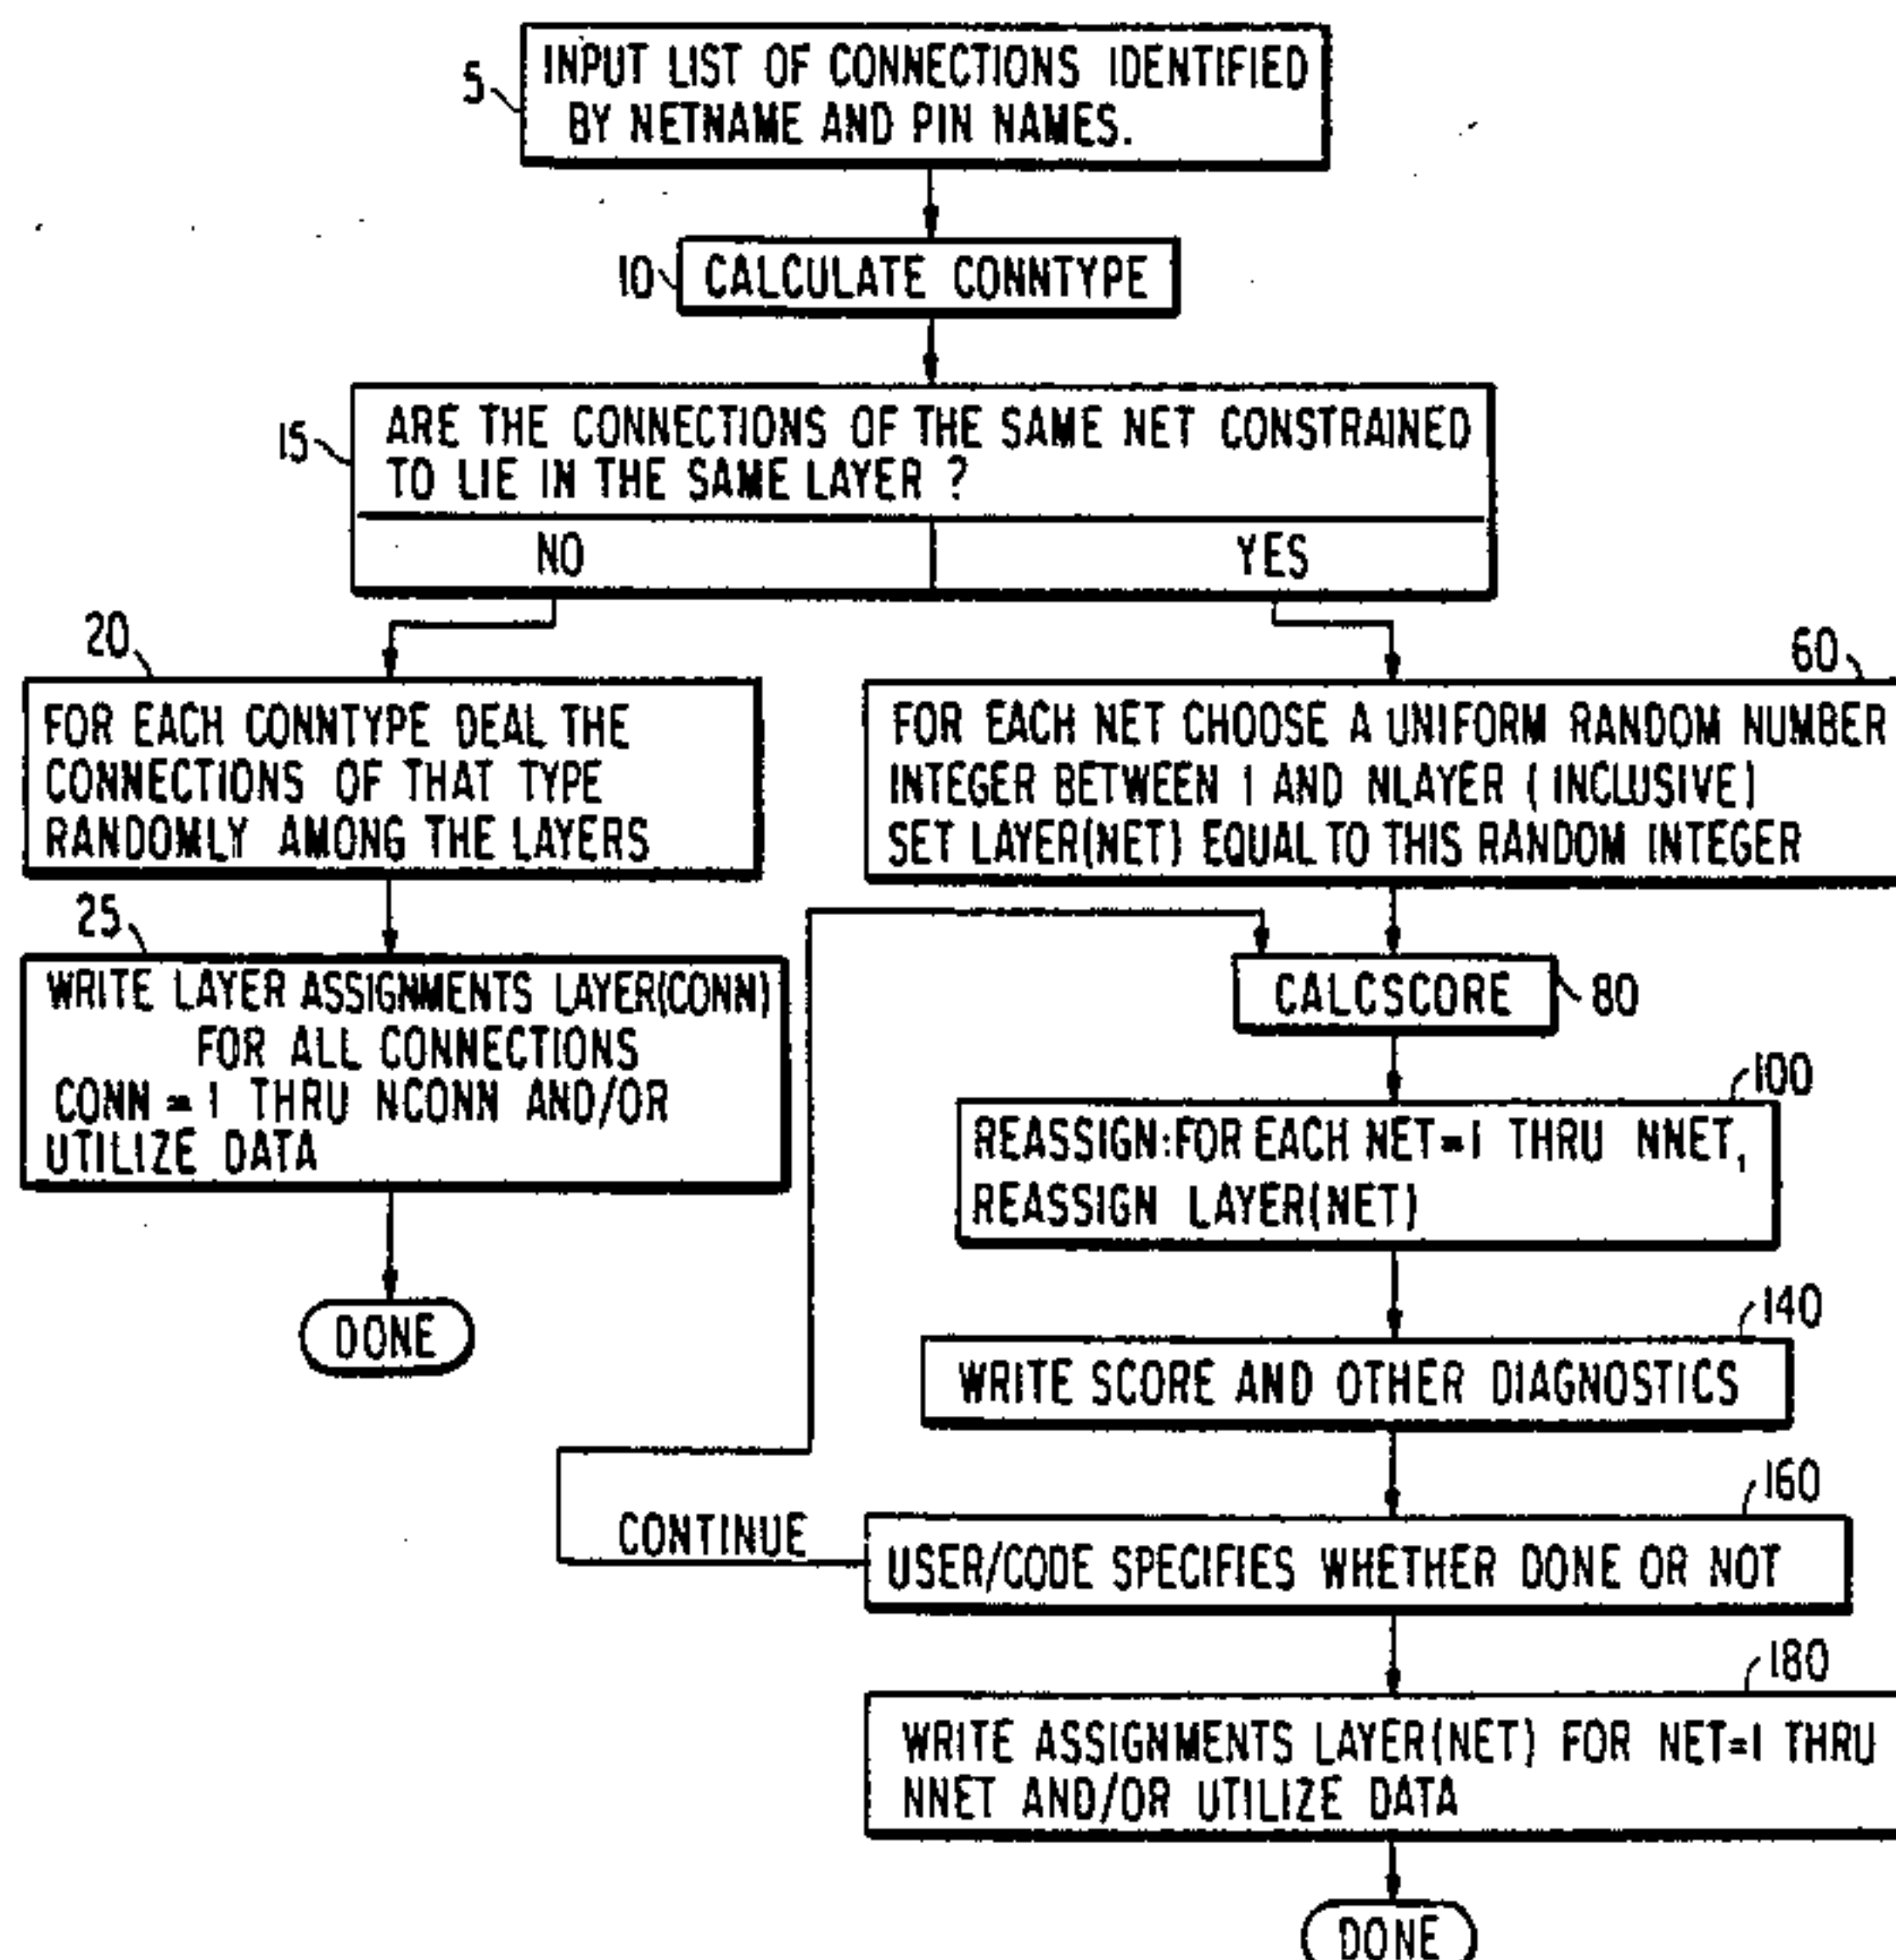 5
INPUT LIST OF CONNECTIONS IDENTIFIED
BY NETNAME AND PIN NAMES.
10
CALCULATE CONNTYPE
15
ARE THE CONNECTIONS OF THE SAME NET CONSTRAINED
TO LIE IN THE SAME LAYER ?
NO
YES
20
FOR EACH CONNTYPE DEAL THE
CONNECTIONS OF THAT TYPE
RANDOMLY AMONG THE LAYERS
25
WRITE LAYER ASSIGNMENTS LAYER(CONN)
FOR ALL CONNECTIONS
CONN = 1 THRU NCONN AND/OR
UTILIZE DATA
DONE
60
FOR EACH NET CHOOSE A UNIFORM RANDOM NUMBER
INTEGER BETWEEN 1 AND NLAYER (INCLUSIVE)
SET LAYER(NET) EQUAL TO THIS RANDOM INTEGER
CALCSCORE
80
100
REASSIGN:FOR EACH NET=1 THRU NNET,
REASSIGN LAYER(NET)
140
WRITE SCORE AND OTHER DIAGNOSTICS
160
CONTINUE
USER/CODE SPECIFIES WHETHER DONE OR NOT
180
WRITE ASSIGNMENTS LAYER(NET) FOR NET=1 THRU
NNET AND/OR UTILIZE DATA
DONE